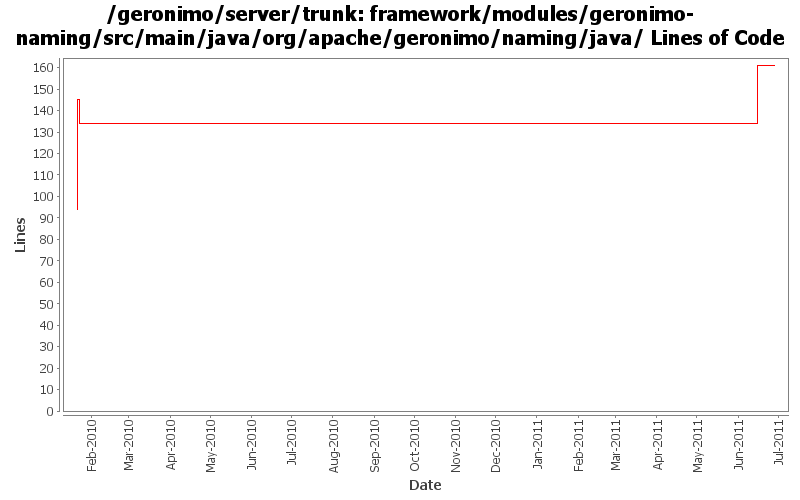 /geronimo/server/trunk: framework/modules/geronimo-
naming/src/main/java/org/apache/geronimo/naming/java/ Lines of Code
160
150
140
130
120
110
100
90
80
70
60
50
40
30
20
10
0
Lines
Feb-2010
Mar-2010
Apr-2010
May-2010
Jun-2010
Jul-2010
Aug-2010
Sep-2010
Oct-2010
Nov-2010
Dec-2010
Jan-2011
Feb-2011
Mar-2011
Apr-2011
May-2011
Jun-2011
Jul-2011
Date